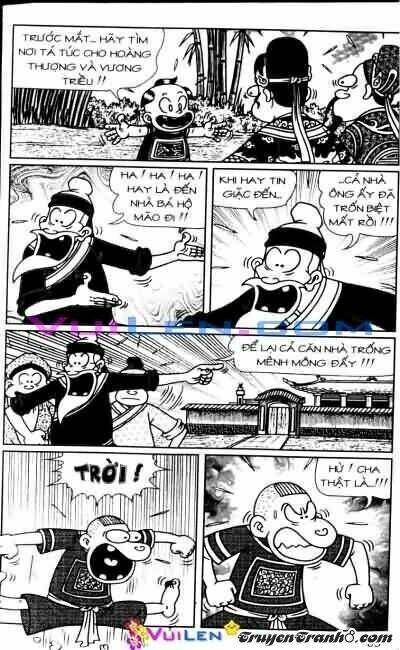 TRƯỚC MẮT... HÃY TÌM
NƠI TÁ TÚC CHO HOÀNG
THƯỢNG VÀ VƯƠNG
TRIỀU !!
HA ! HA ! HA !
HAY LÀ ĐẾN
NHÀ BÁ HỘ
MÃO ĐI !!
KHI HAY TIN
GIẶC ĐẾN...
...CẢ NHÀ
ÔNG ẤY ĐÃ
TRỐN BIỆT
MẤT RỒI !!!
VUILEN.COM
ĐỂ LẠI CẢ CĂN NHÀ TRỐNG
MÊNH MÔNG ĐẤY !!!
TRỜI !
HỪ ! CHA
THẬT LÀ...!!!
VUILEN
TruyenTranh8.com